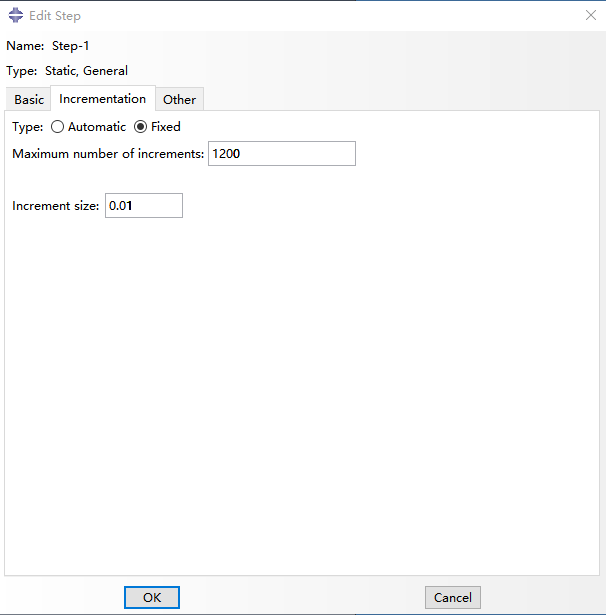 Edit Step
Name: Step-1
Type: Static, General
Basic Incrementation Other
Type: Automatic Fixed
Maximum number of increments: 1200
Increment size: 0.01
OK Cancel